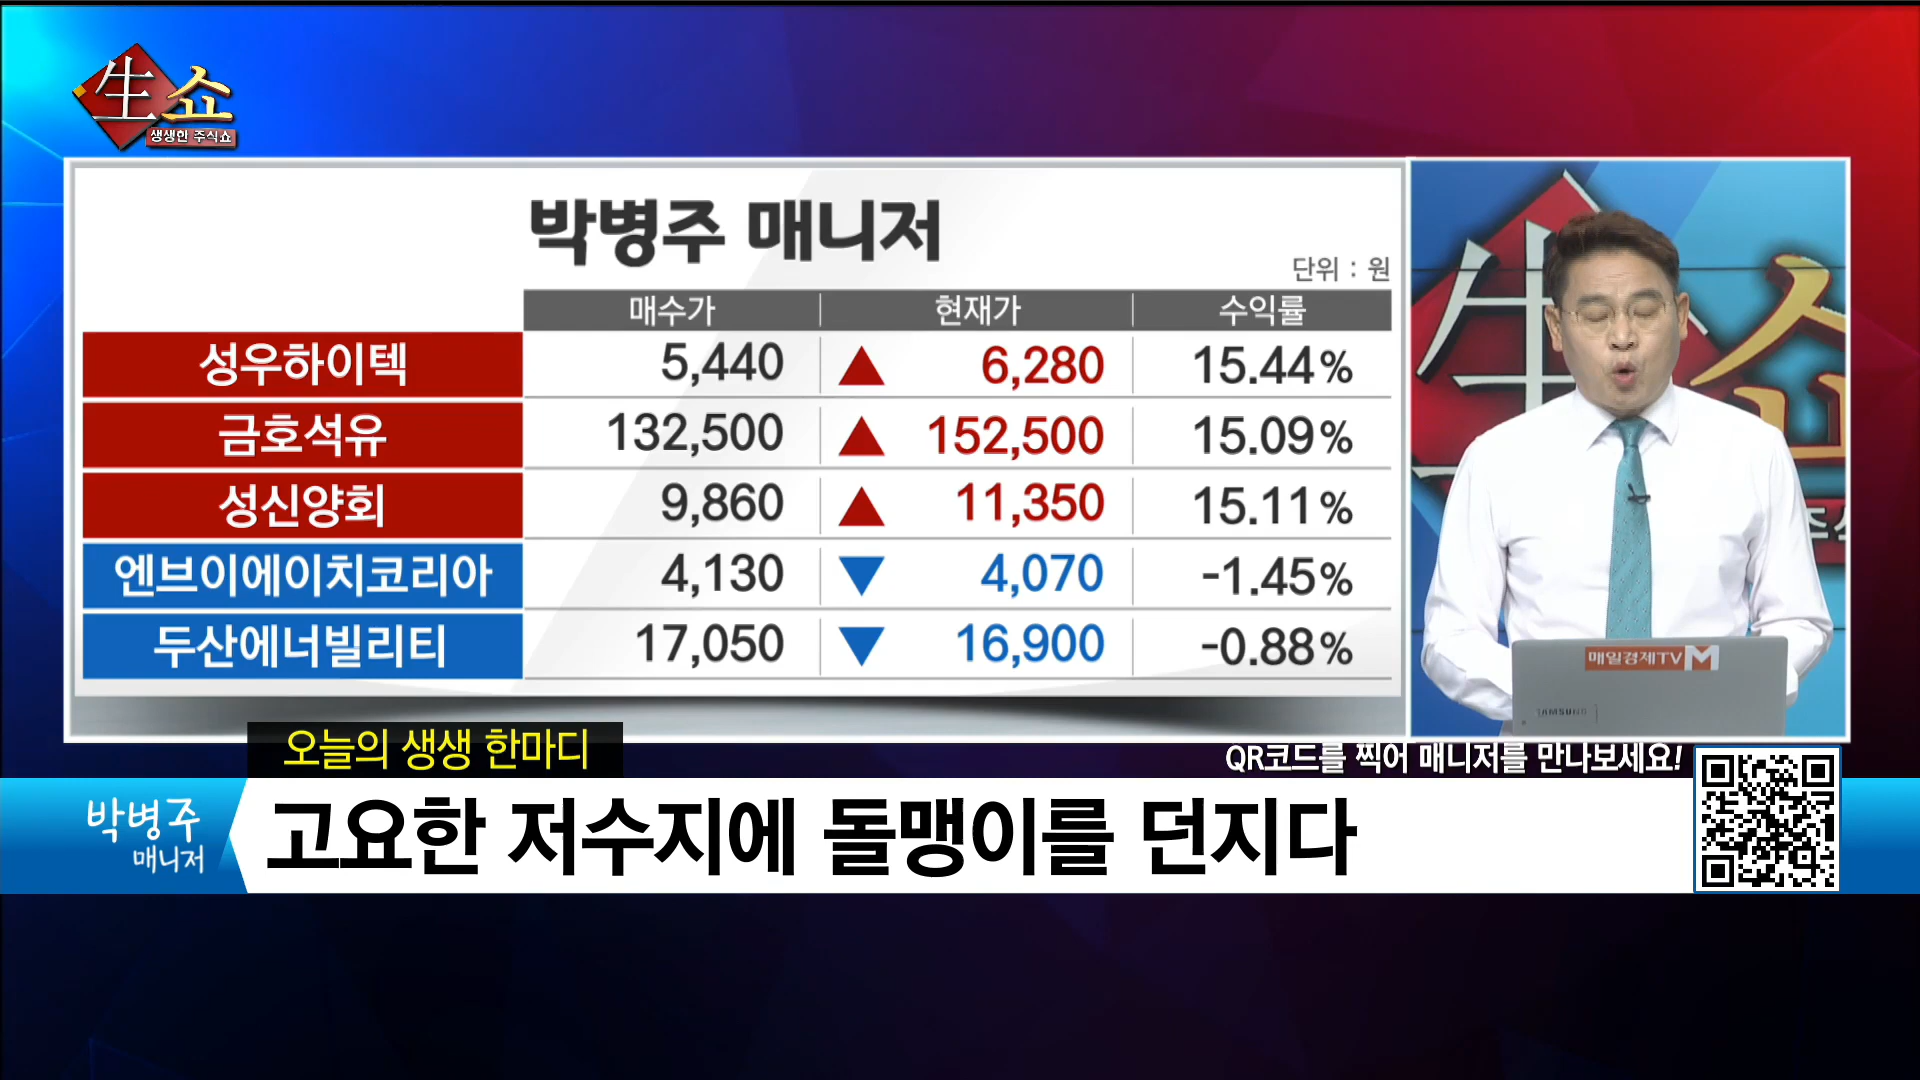 生쇼
생생한 주식쇼
박병주 매니저
단위 : 원
매수가 현재가 수익률
성우하이텍 5,440 ▲ 6,280 15.44%
금호석유 132,500 ▲ 152,500 15.09%
성신양회 9,860 ▲ 11,350 15.11%
엔브이에이치코리아 4,130 ▼ 4,070 -1.45%
두산에너빌리티 17,050 ▼ 16,900 -0.88%
生쇼
매일경제TV M
SAMSUNG
오늘의 생생 한마디
QR코드를 찍어 매니저를 만나보세요!
박병주
매니저
고요한 저수지에 돌맹이를 던지다